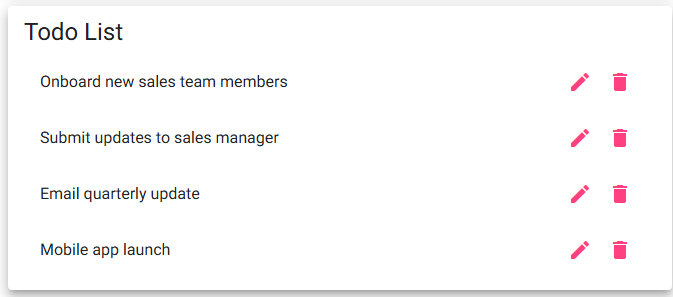 Todo List
Onboard new sales team members
Submit updates to sales manager
Email quarterly update
Mobile app launch